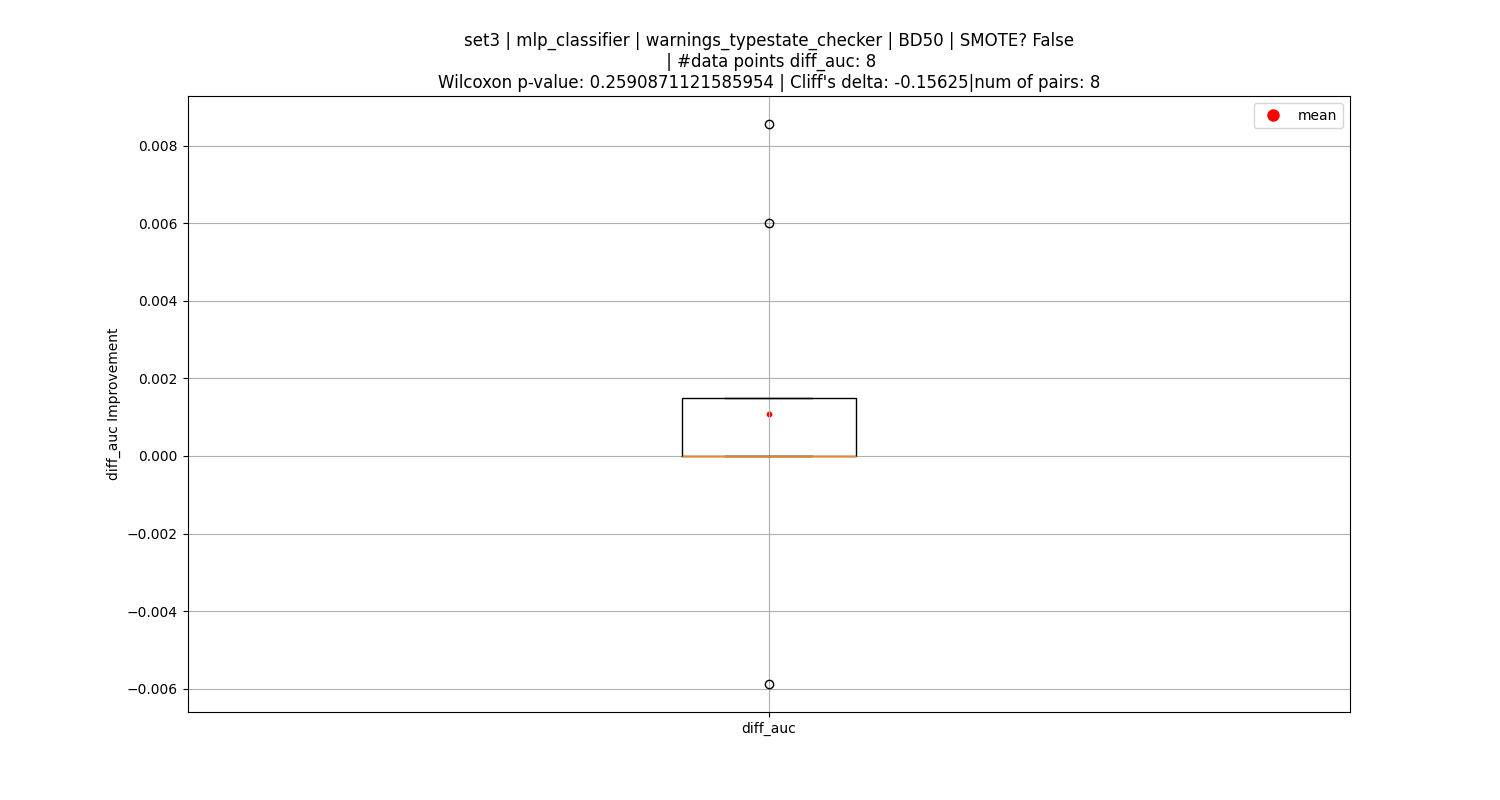 set3 | mlp_classifier | warnings_typestate_checker | BD50 | SMOTE? False
| #data points diff_auc: 8
Wilcoxon p-value: 0.2590871121585954 | Cliff's delta: -0.15625|num of pairs: 8
mean
0.008
0.006
0.004
0.002
0.000
−0.002
−0.004
−0.006
diff_auc Improvement
diff_auc